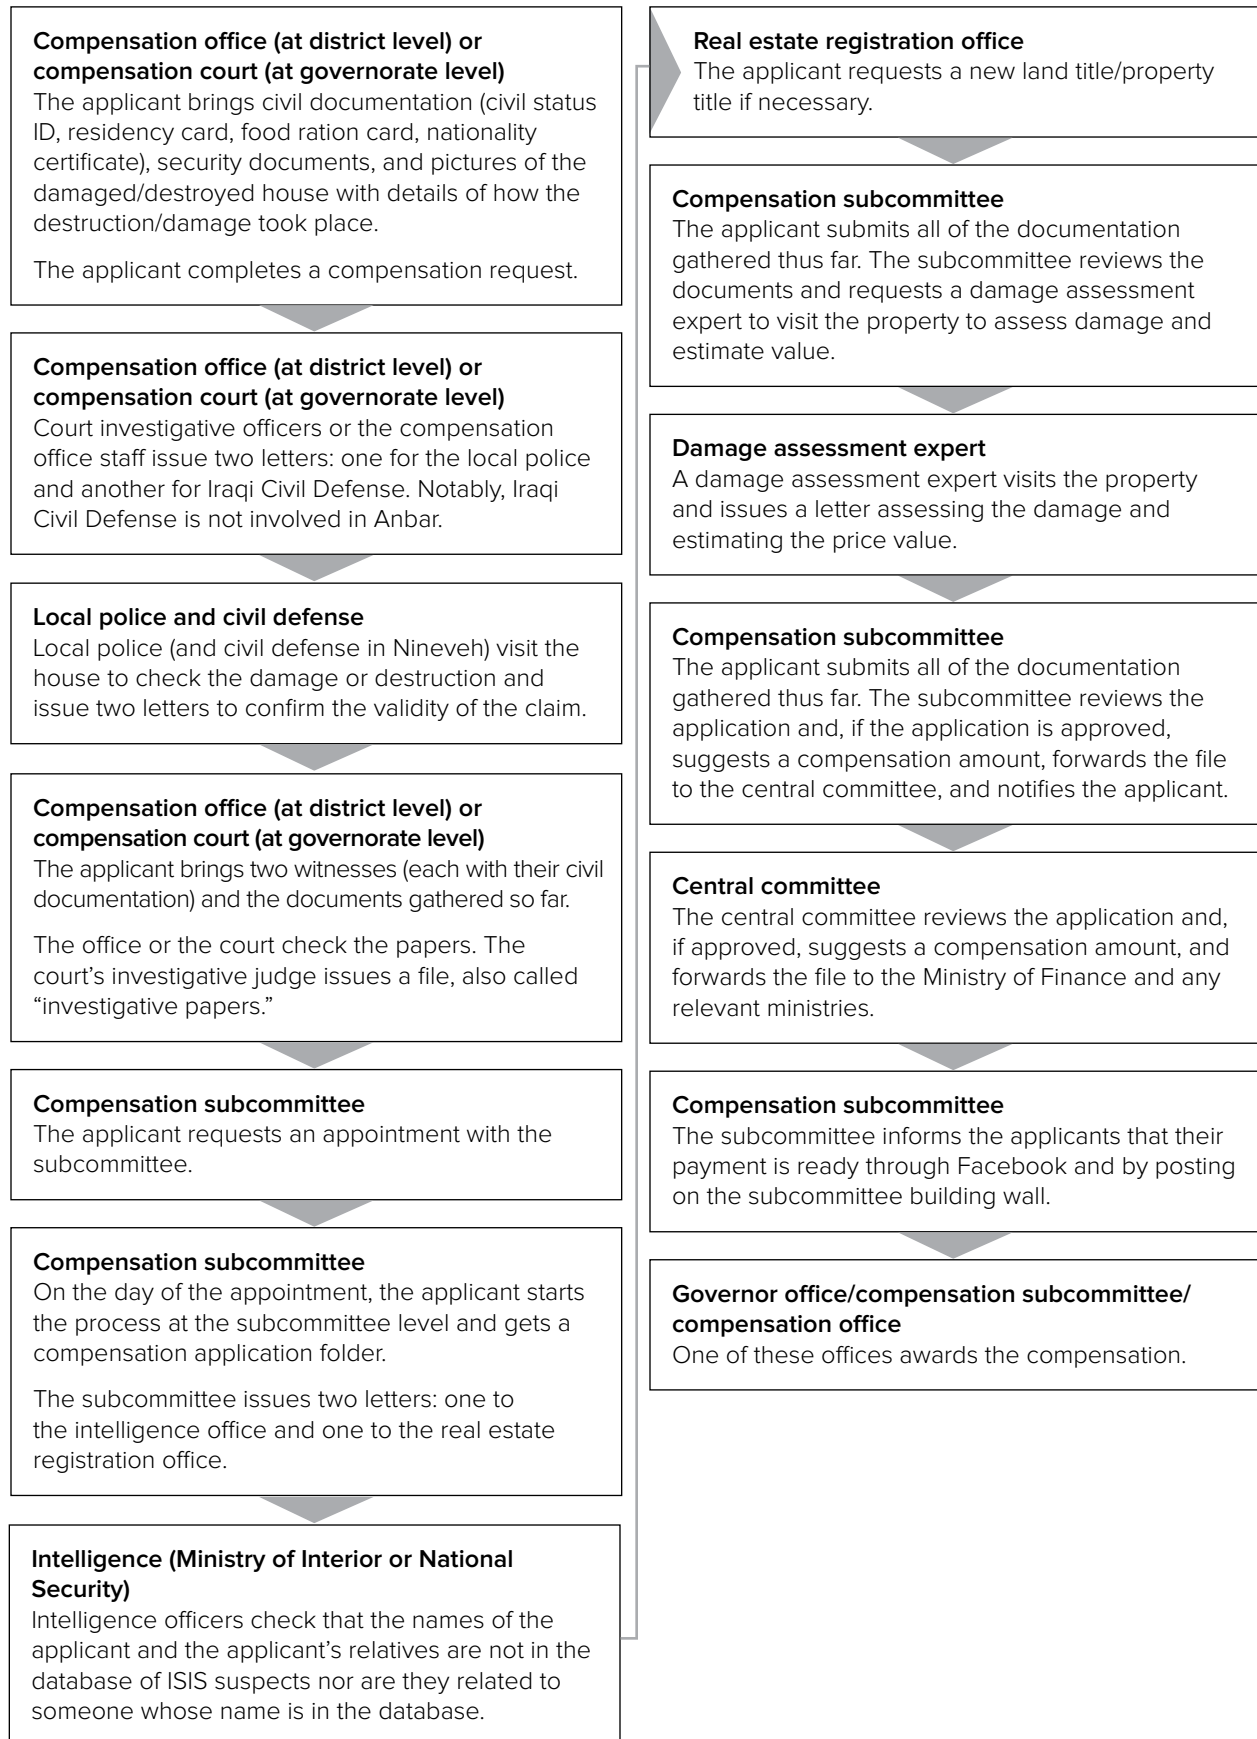 Compensation office (at district level) or
compensation court (at governorate level)
The applicant brings civil documentation (civil status
ID, residency card, food ration card, nationality
certificate), security documents, and pictures of the
damaged/destroyed house with details of how the
destruction/damage took place.
The applicant completes a compensation request.
Compensation office (at district level) or
compensation court (at governorate level)
Court investigative officers or the compensation
office staff issue two letters: one for the local police
and another for Iraqi Civil Defense. Notably, Iraqi
Civil Defense is not involved in Anbar.
Local police and civil defense
Local police (and civil defense in Nineveh) visit the
house to check the damage or destruction and
issue two letters to confirm the validity of the claim.
Compensation office (at district level) or
compensation court (at governorate level)
The applicant brings two witnesses (each with their civil
documentation) and the documents gathered so far.
The office or the court check the papers. The
court’s investigative judge issues a file, also called
“investigative papers.”
Compensation subcommittee
The applicant requests an appointment with the
subcommittee.
Compensation subcommittee
On the day of the appointment, the applicant starts
the process at the subcommittee level and gets a
compensation application folder.
The subcommittee issues two letters: one to
the intelligence office and one to the real estate
registration office.
Intelligence (Ministry of Interior or National
Security)
Intelligence officers check that the names of the
applicant and the applicant’s relatives are not in the
database of ISIS suspects nor are they related to
someone whose name is in the database.
Real estate registration office
The applicant requests a new land title/property
title if necessary.
Compensation subcommittee
The applicant submits all of the documentation
gathered thus far. The subcommittee reviews the
documents and requests a damage assessment
expert to visit the property to assess damage and
estimate value.
Damage assessment expert
A damage assessment expert visits the property
and issues a letter assessing the damage and
estimating the price value.
Compensation subcommittee
The applicant submits all of the documentation
gathered thus far. The subcommittee reviews the
application and, if the application is approved,
suggests a compensation amount, forwards the file
to the central committee, and notifies the applicant.
Central committee
The central committee reviews the application and,
if approved, suggests a compensation amount, and
forwards the file to the Ministry of Finance and any
relevant ministries.
Compensation subcommittee
The subcommittee informs the applicants that their
payment is ready through Facebook and by posting
on the subcommittee building wall.
Governor office/compensation subcommittee/
compensation office
One of these offices awards the compensation.